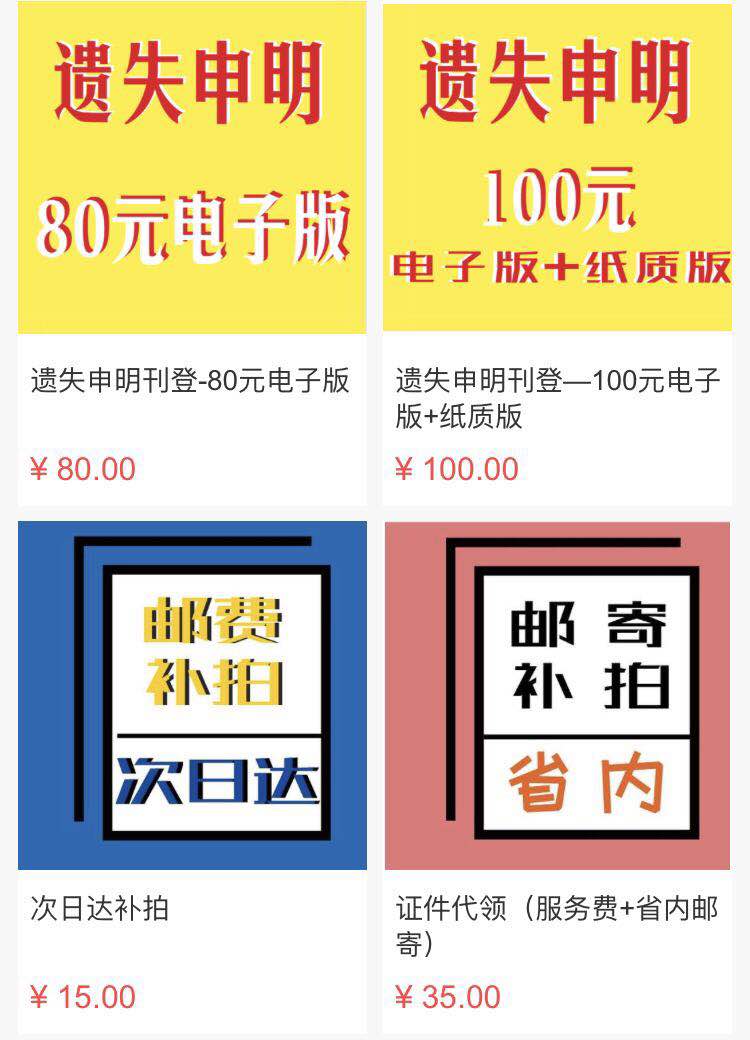 遗失申明
80元电子版
遗失申明刊登-80元电子版
¥ 80.00
遗失申明
100元
电子版+纸质版
遗失申明刊登—100元电子
版+纸质版
¥ 100.00
邮费
补拍
次日达
次日达补拍
¥ 15.00
邮寄
补拍
省内
证件代领（服务费+省内邮
寄）
¥ 35.00